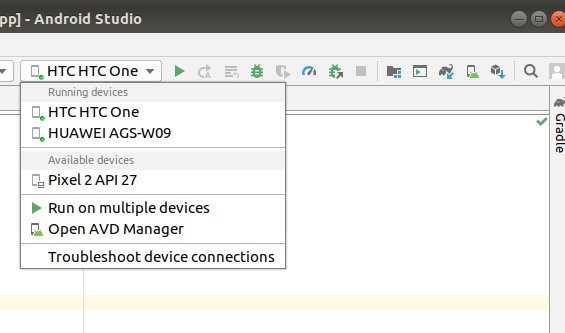 pp] - Android Studio
HTC HTC One
Running devices
HTC HTC One
HUAWEI AGS-W09
Available devices
Pixel 2 API 27
Run on multiple devices
Open AVD Manager
Troubleshoot device connections
Gradle